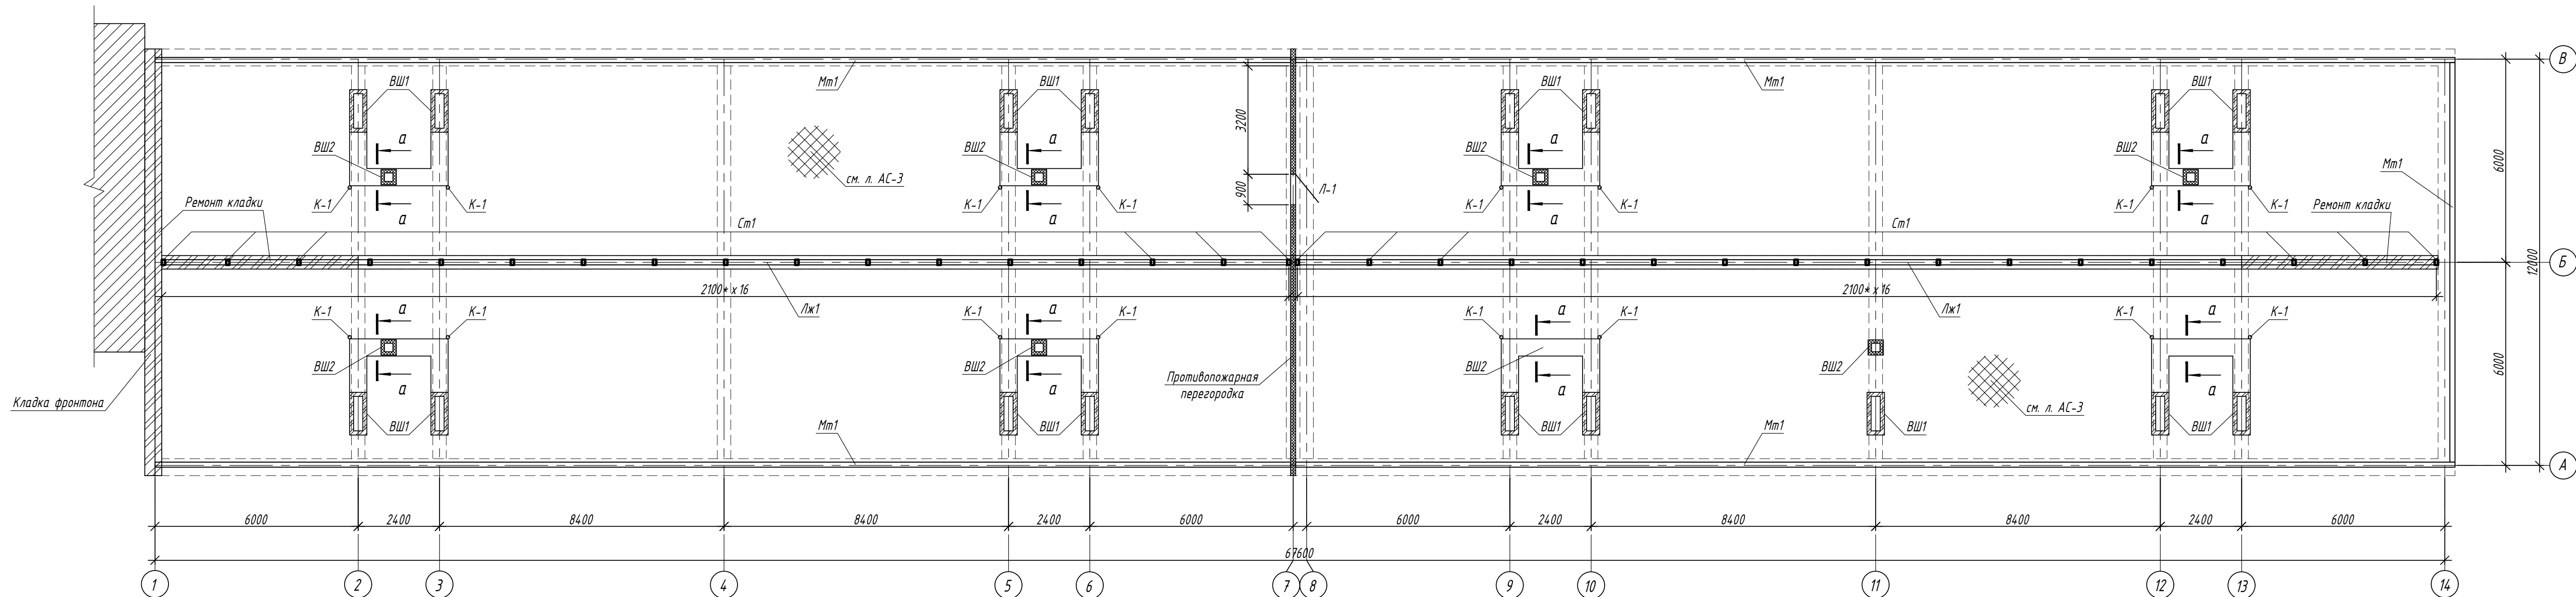 В
ВШ1
ВШ1
ВШ1
ВШ1
Мт1
Мт1
3200
6000
ВШ2
а
ВШ2
а
ВШ2
а
ВШ2
а
Мт1
см. л. АС-3
900
Л-1
К-1
К-1
К-1
К-1
К-1
К-1
К-1
К-1
Ремонт кладки
Ремонт кладки
а
а
а
а
Ст1
Ст1
Б
12000
2100* х 16
2100* х 16
Лж1
Лж1
К-1
а
К-1
К-1
а
К-1
К-1
а
К-1
К-1
а
К-1
ВШ2
ВШ2
ВШ2
ВШ2
6000
Противопожарная
перегородка
а
а
а
а
Кладка фронтона
см. л. АС-3
ВШ1
ВШ1
ВШ1
ВШ1
ВШ1
Мт1
Мт1
А
6000
2400
8400
8400
2400
6000
6000
2400
8400
8400
2400
6000
67600
1
2
3
4
5
6
7
8
9
10
11
12
13
14